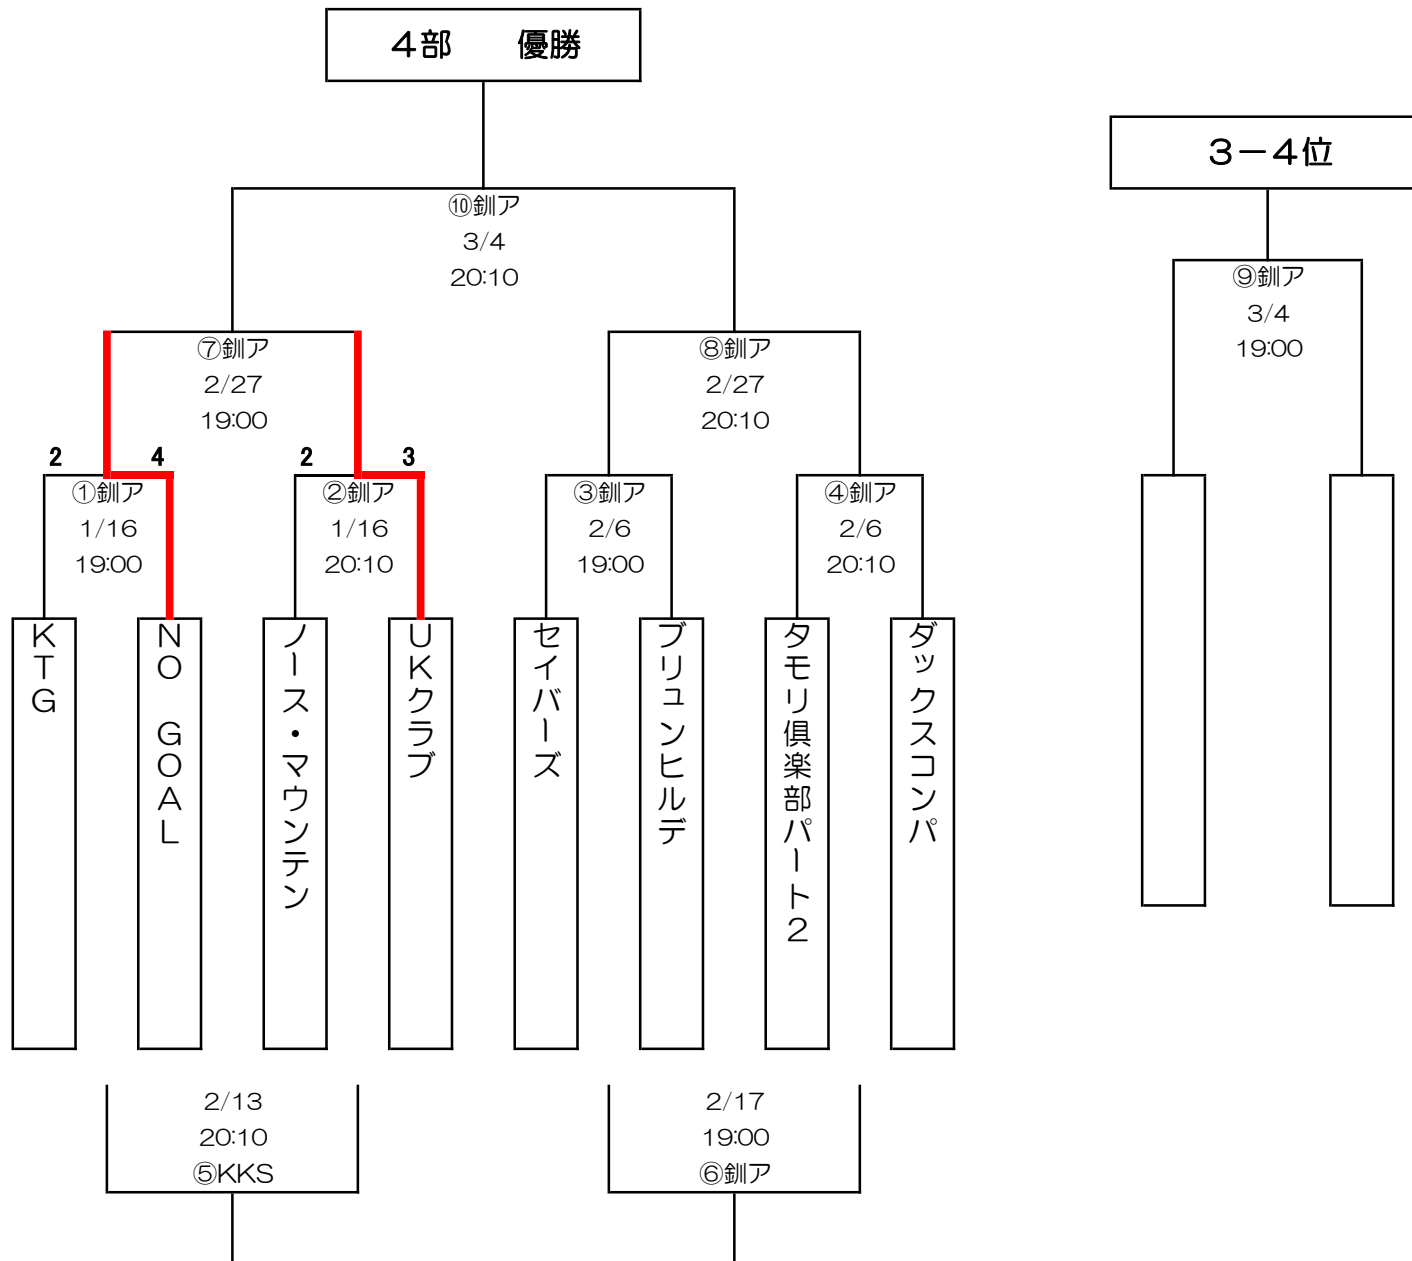 4部　優勝
3－4位
⑩釧ア
3/4
20:10
⑨釧ア
3/4
19:00
⑦釧ア
2/27
19:00
⑧釧ア
2/27
20:10
2 4
2 3
①釧ア
1/16
19:00
②釧ア
1/16
20:10
③釧ア
2/6
19:00
④釧ア
2/6
20:10
KTG
NO GOAL
ノース・マウンテン
UKクラブ
セイバーズ
ブリュンヒルデ
タモリ倶楽部パート2
ダックスコンパ
2/13
20:10
⑤KKS
2/17
19:00
⑥釧ア